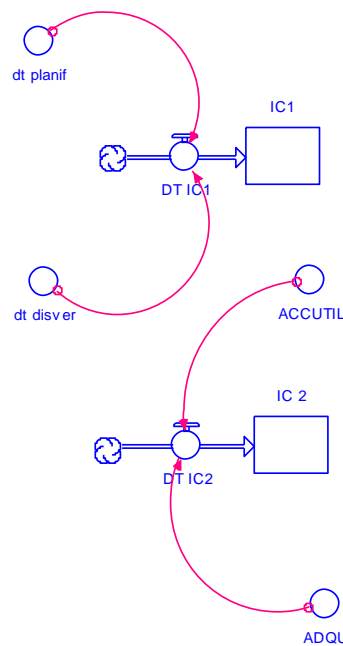 dt planif
IC1
DT IC1
dt disver
ACCUTIL
IC 2
DT IC2
ADQU